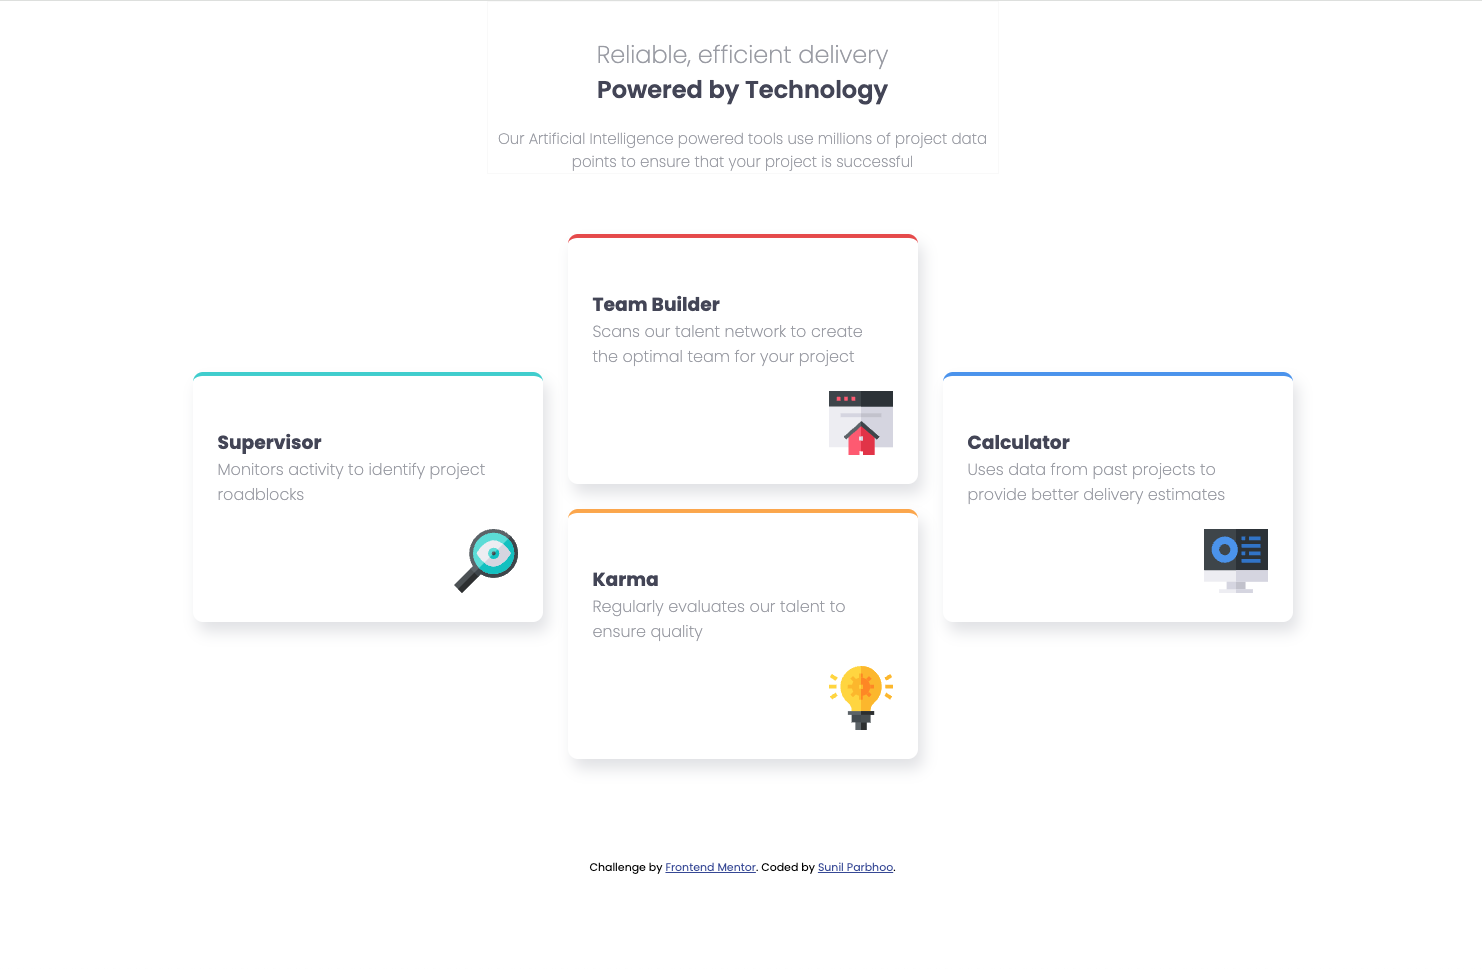 Reliable, efficient delivery
Powered by Technology
Our Artificial Intelligence powered tools use millions of project data
points to ensure that your project is successful
Team Builder
Scans our talent network to create
the optimal team for your project
Supervisor
Monitors activity to identify project
roadblocks
Calculator
Uses data from past projects to
provide better delivery estimates
Karma
Regularly evaluates our talent to
ensure quality
Challenge by Frontend Mentor. Coded by Sunil Parbhoo.